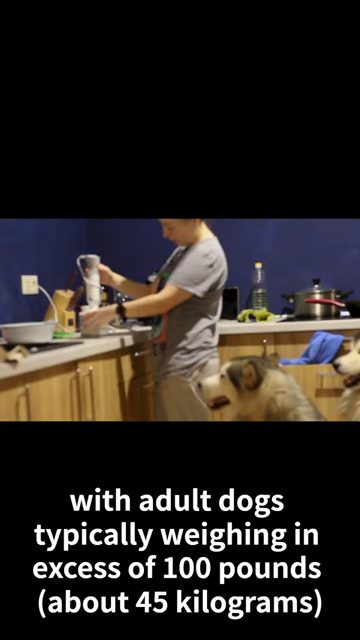 with adult dogs
typically weighing in
excess of 100 pounds
(about 45 kilograms)